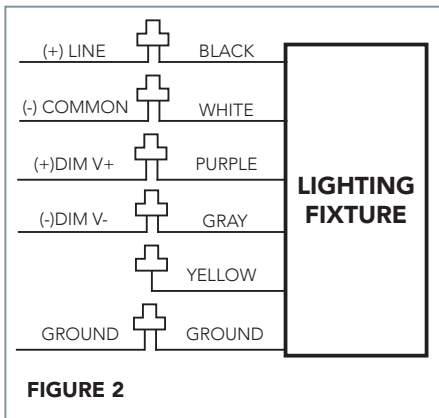 (+) LINE BLACK
(-) COMMON WHITE
(+)DIM V+ PURPLE
(-)DIM V- GRAY
YELLOW
GROUND GROUND
LIGHTING
FIXTURE
FIGURE 2